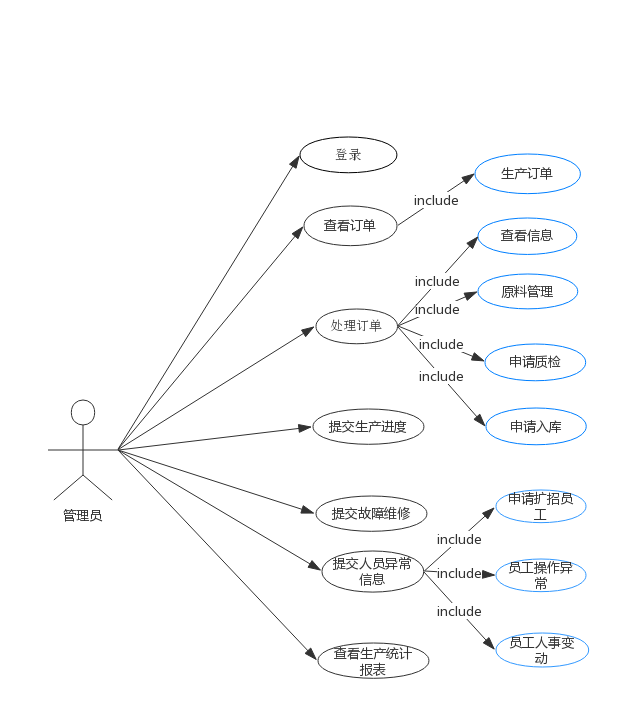 登录
生产订单
include
查看订单
查看信息
include
原料管理
include
处理订单
include
申请质检
include
提交生产进度
申请入库
管理员
申请扩招员
工
提交故障维修
include
提交人员异常
信息
include
员工操作异
常
include
员工人事变
动
查看生产统计
报表